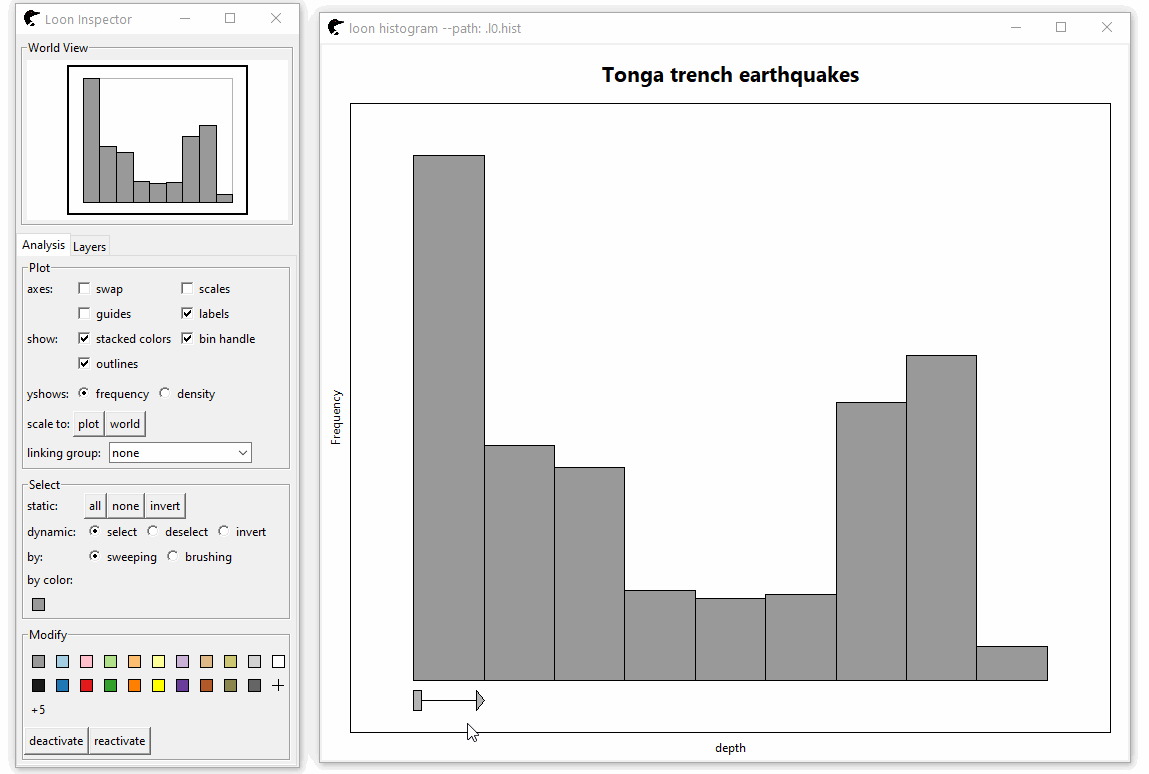 Loon Inspector
World View
Analysis Layers
Plot
axes: swap scales
guides labels
show: stacked colors bin handle
outlines
yshows: frequency density
scale to: plot world
linking group: none
Select
static: all none invert
dynamic: select deselect invert
by: sweeping brushing
by color:
Modify
+5
deactivate reactivate
loon histogram --path: .l0.hist
Tonga trench earthquakes
Frequency
depth